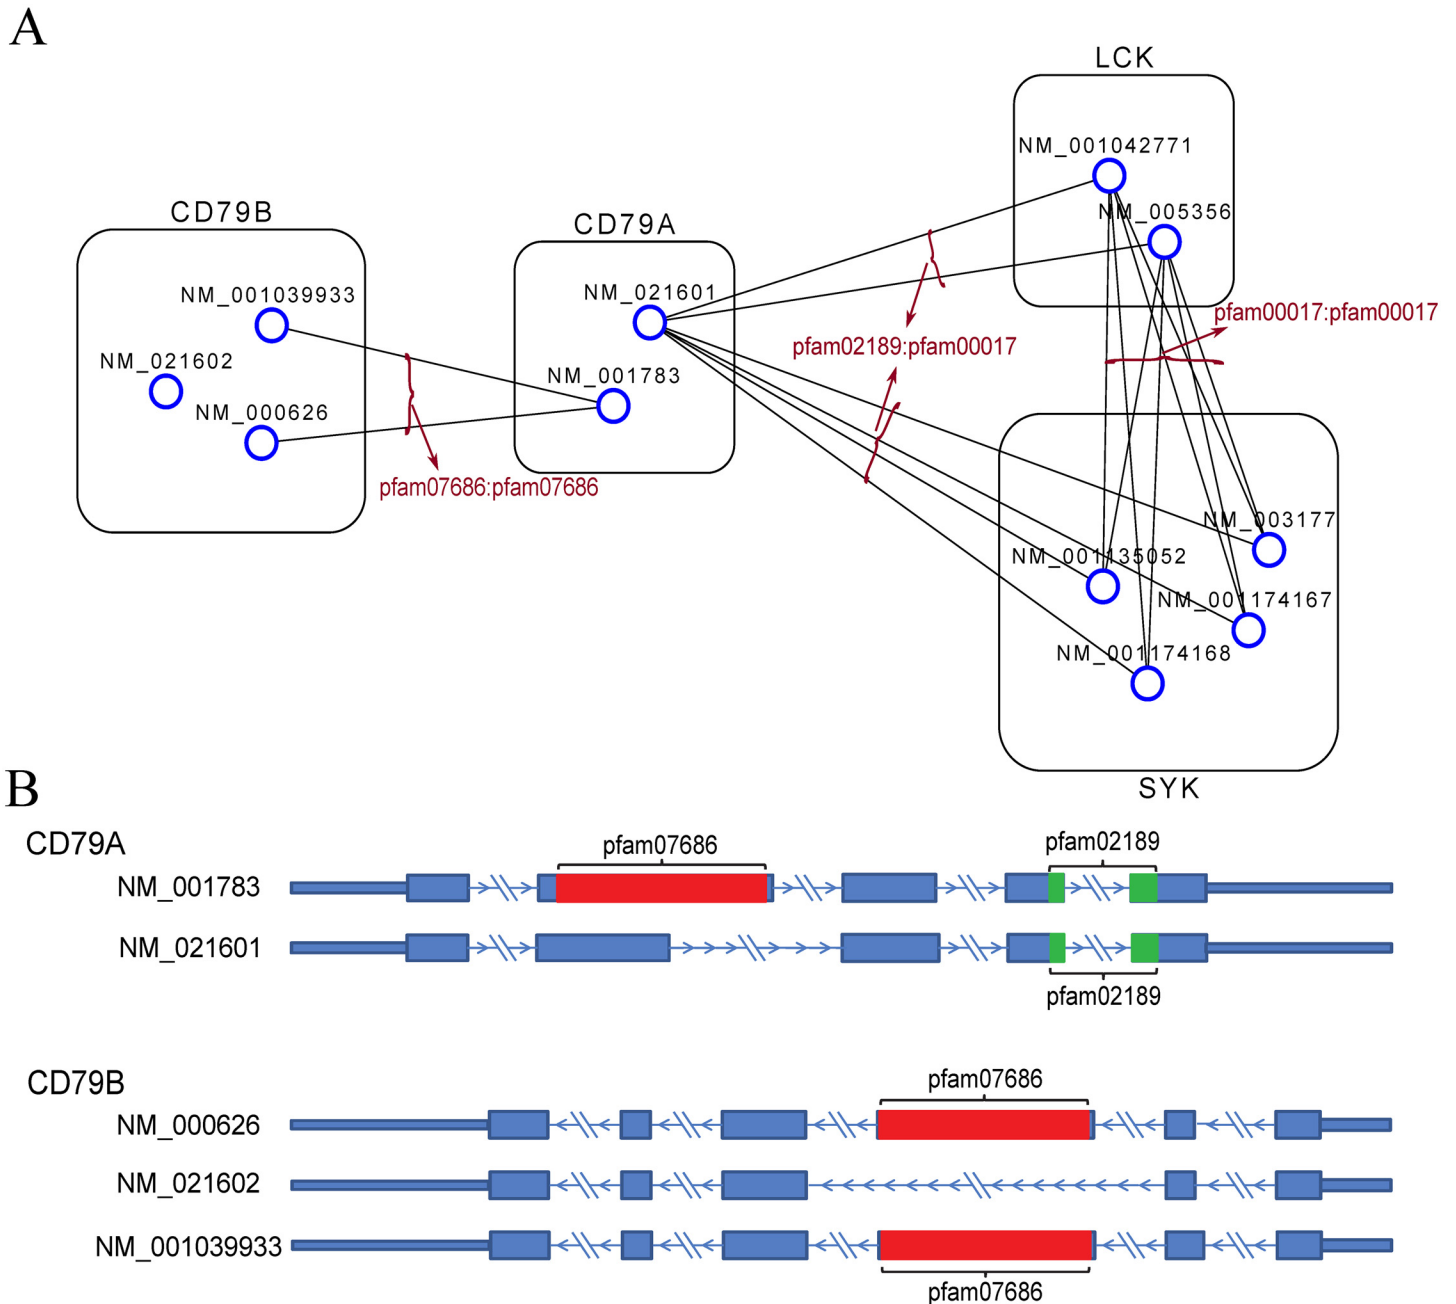 A
LCK
NM_001042771
NM_005356
CD79B
CD79A
NM_001039933
NM_021601
pfam00017:pfam00017
NM_021602
pfam02189:pfam00017
NM_001783
NM_000626
pfam07686:pfam07686
NM_003177
NM_001135052
NM_001174167
NM_001174168
SYK
B
CD79A
pfam07686
pfam02189
NM_001783
NM_021601
pfam02189
CD79B
pfam07686
NM_000626
NM_021602
NM_001039933
pfam07686